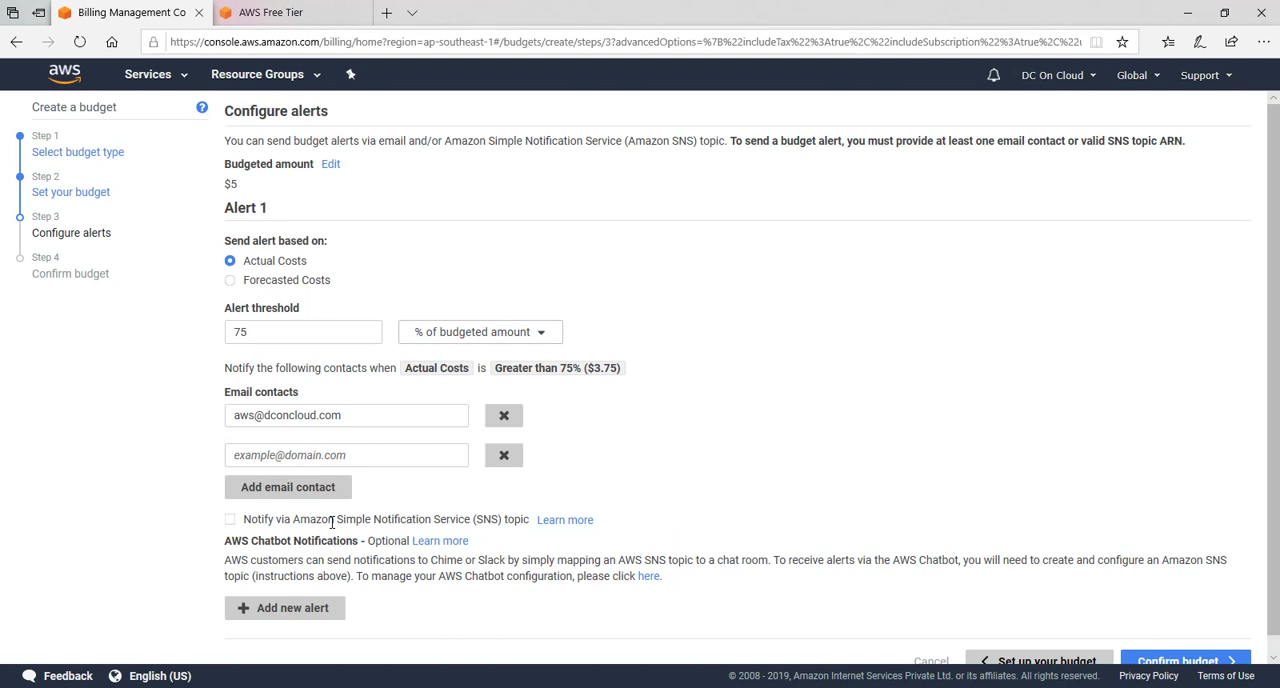 Billing Management Co
AWS Free Tier
https://console.aws.amazon.com/billing/home?region=ap-southeast-1#/budgets/create/steps/3?advancedOptions=%7B%22includeTax%22%3Atrue%2C%22includeSubscription%22%3Atrue%2C%22u
aws Services Resource Groups DC On Cloud Global Support
Create a budget ?
Step 1
Select budget type
Step 2
Set your budget
Step 3
Configure alerts
Step 4
Confirm budget
Configure alerts
You can send budget alerts via email and/or Amazon Simple Notification Service (Amazon SNS) topic. To send a budget alert, you must provide at least one email contact or valid SNS topic ARN.
Budgeted amount Edit
$5
Alert 1
Send alert based on:
Actual Costs
Forecasted Costs
Alert threshold
75 % of budgeted amount
Notify the following contacts when Actual Costs is Greater than 75% ($3.75)
Email contacts
aws@dconcloud.com
example@domain.com
Add email contact
Notify via Amazon Simple Notification Service (SNS) topic Learn more
AWS Chatbot Notifications - Optional Learn more
AWS customers can send notifications to Chime or Slack by simply mapping an AWS SNS topic to a chat room. To receive alerts via the AWS Chatbot, you will need to create and configure an Amazon SNS
topic (instructions above). To manage your AWS Chatbot configuration, please click here.
Add new alert
Cancel Set up your budget Confirm budget
Feedback English (US) © 2008 - 2019, Amazon Internet Services Private Ltd. or its affiliates. All rights reserved. Privacy Policy Terms of Use